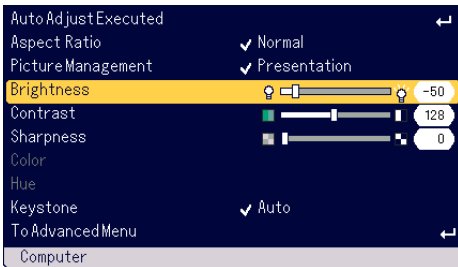 Auto Adjust Executed
Aspect Ratio Normal
Picture Management Presentation
Brightness -50
Contrast 128
Sharpness 0
Color
Hue
Keystone Auto
To Advanced Menu
Computer